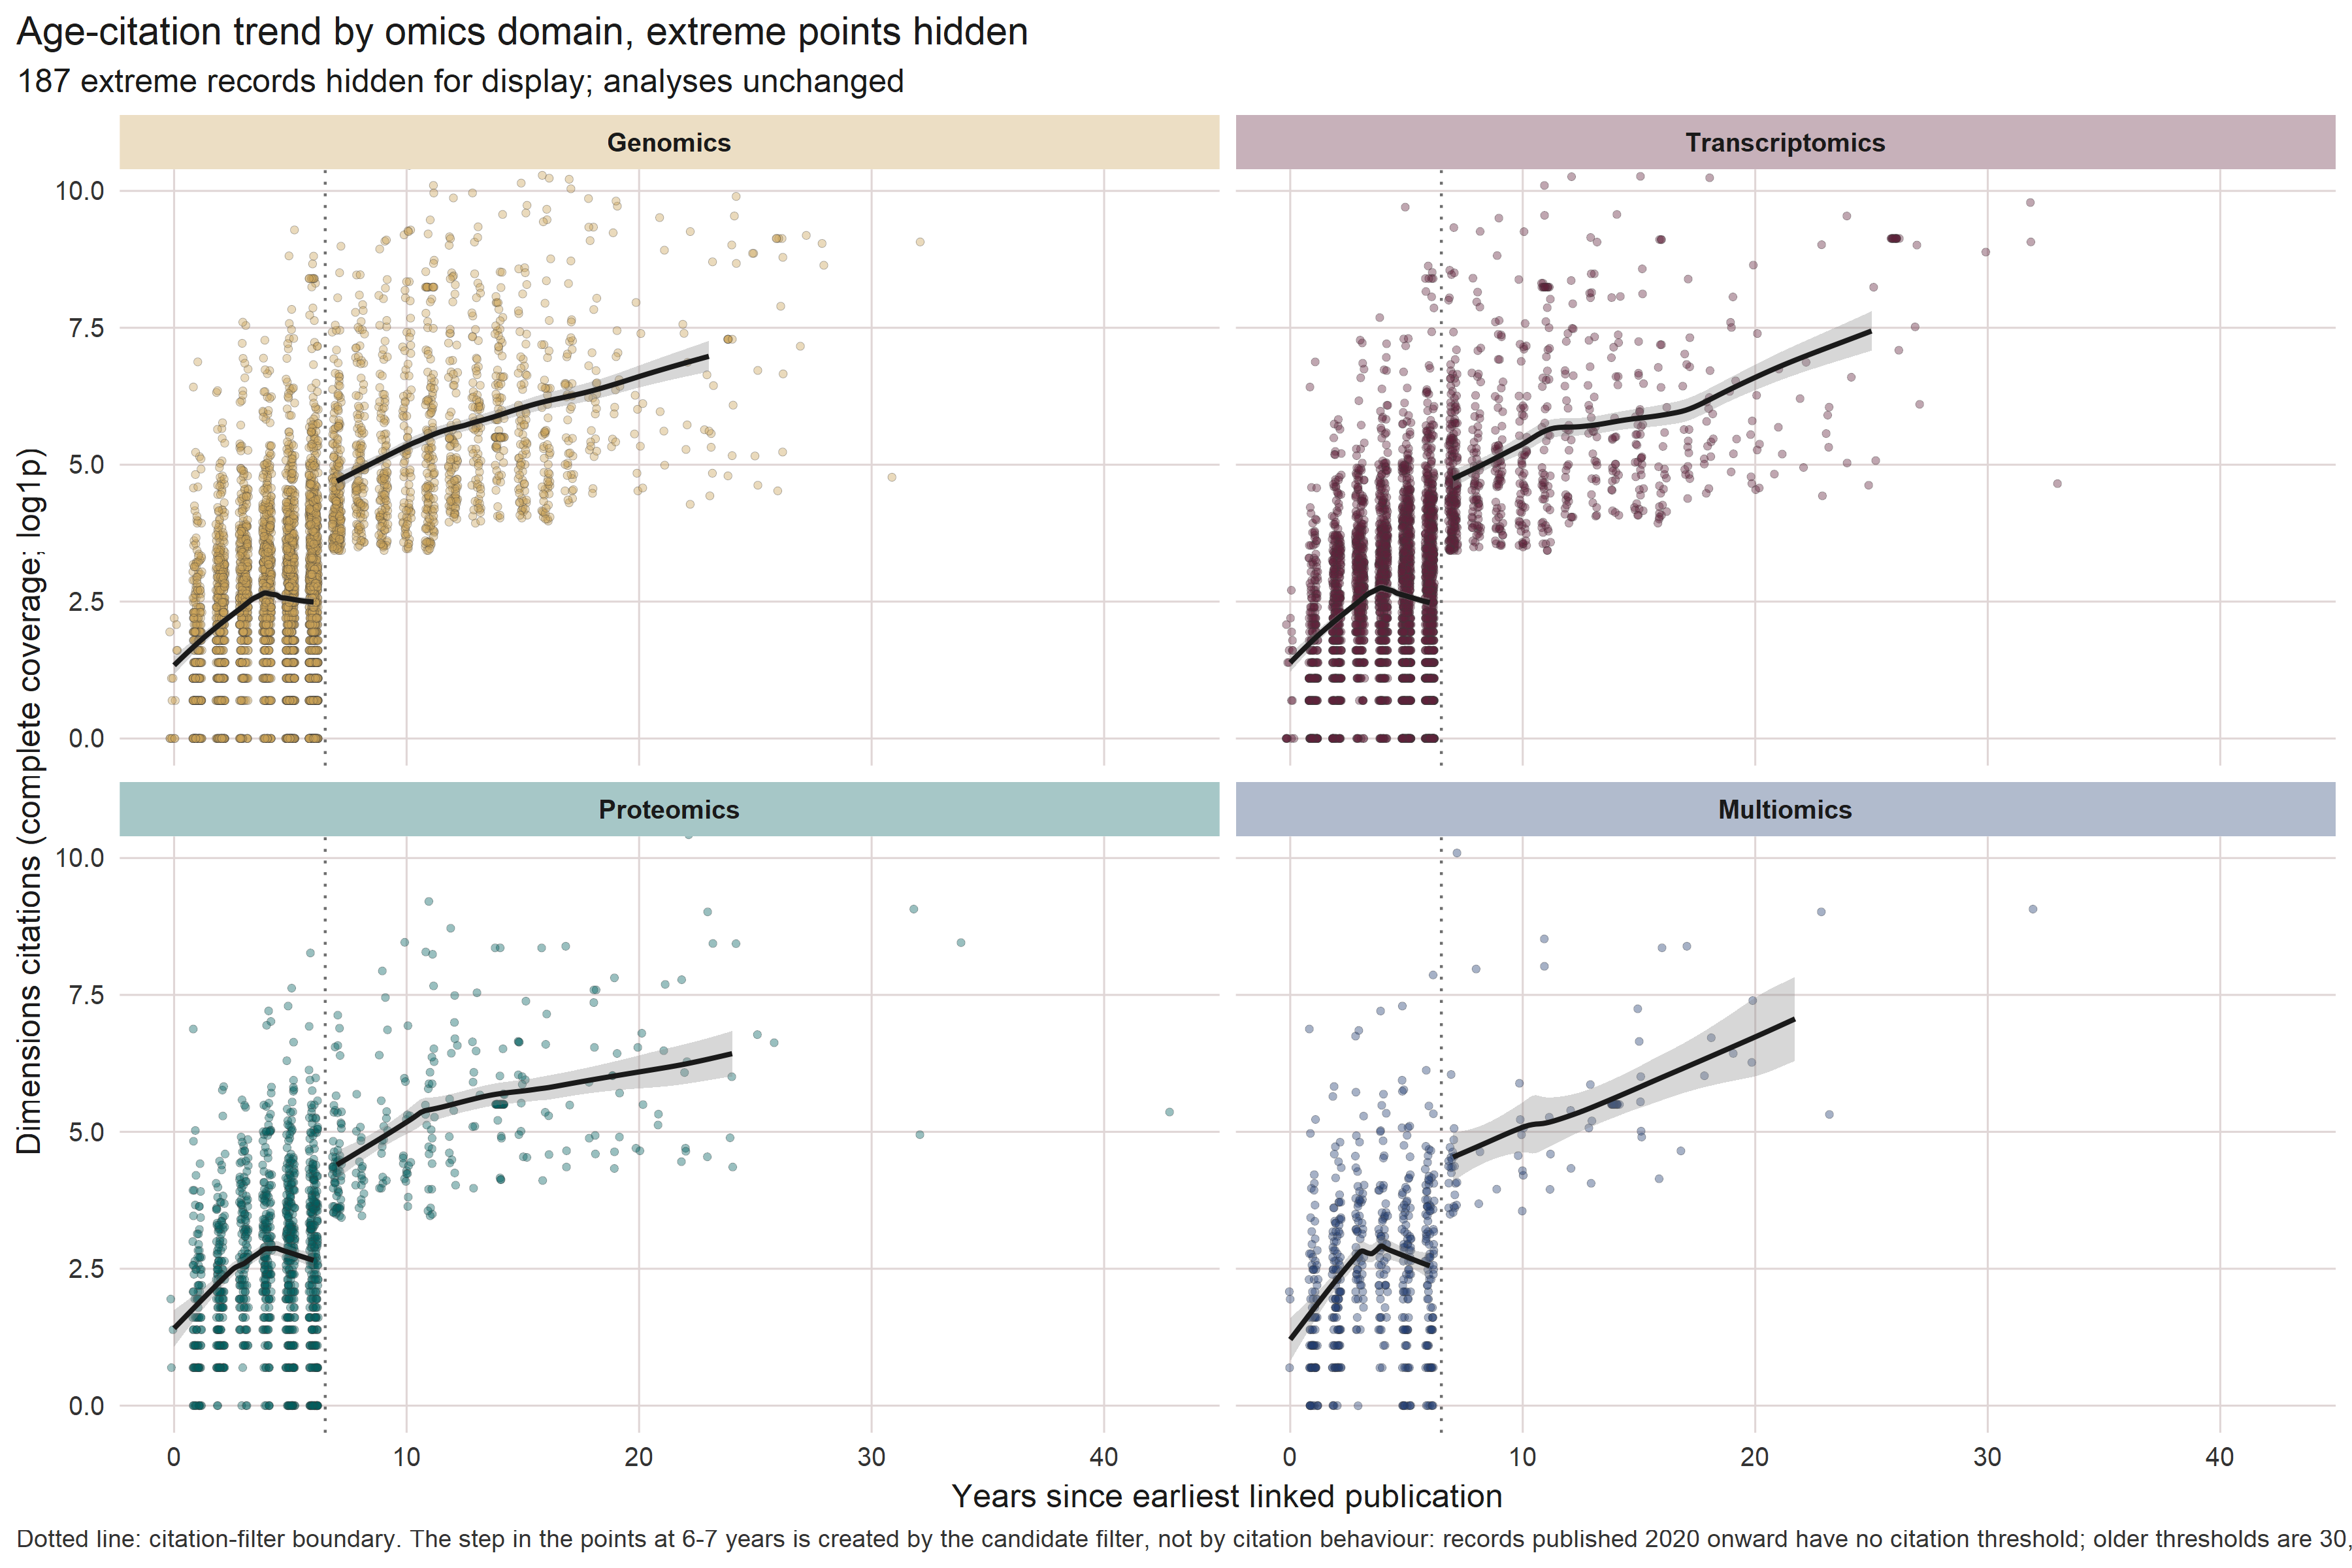 Age-citation trend by omics domain, extreme points hidden
187 extreme records hidden for display; analyses unchanged
Genomics
Transcriptomics
10.0
7.5
5.0
2.5
0.0
Proteomics
Multiomics
10.0
7.5
5.0
2.5
0.0
0 10 20 30 40
0 10 20 30 40
Dimensions citations (complete coverage; log1p)
Years since earliest linked publication
Dotted line: citation-filter boundary. The step in the points at 6-7 years is created by the candidate filter, not by citation behaviour: records published 2020 onward have no citation threshold; older thresholds are 30,